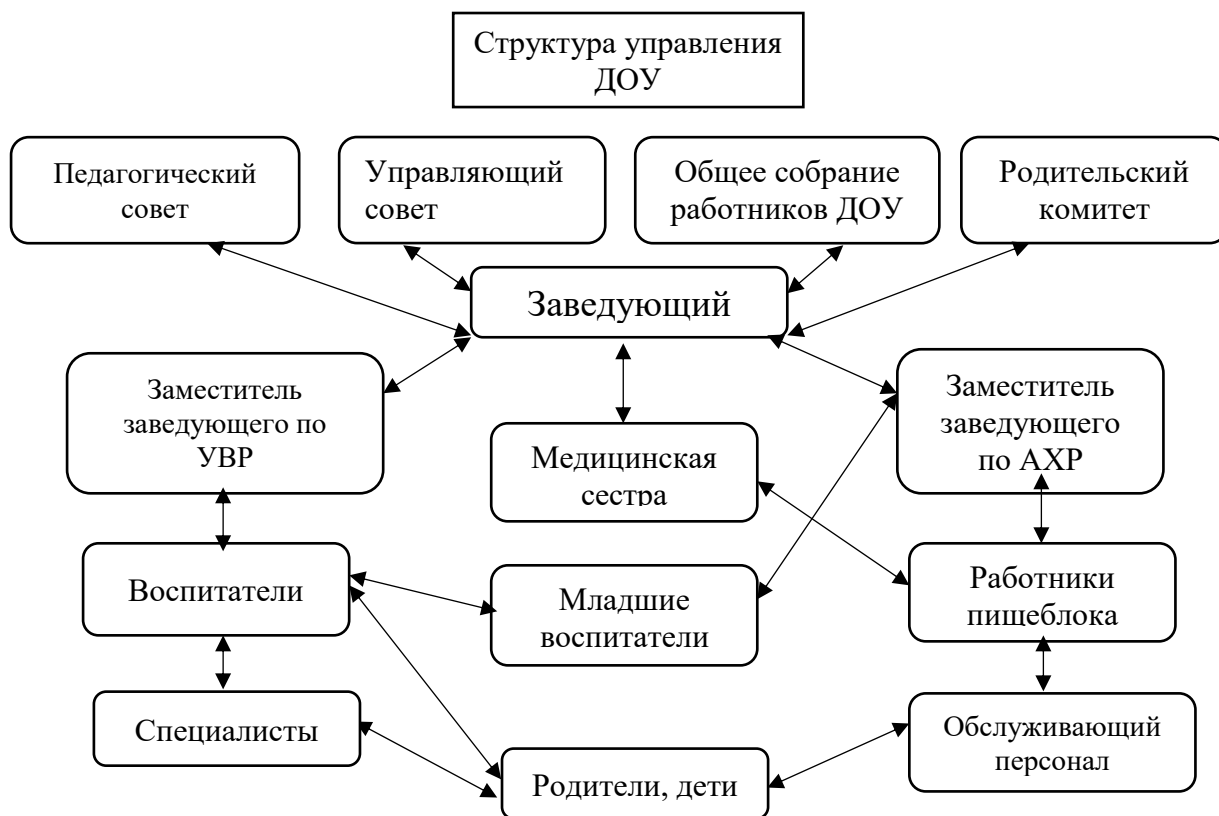 Структура управления
ДОУ
Педагогический
совет
Управляющий
совет
Общее собрание
работников ДОУ
Родительский
комитет
Заведующий
Заместитель
заведующего по
УВР
Медицинская
сестра
Заместитель
заведующего
по АХР
Воспитатели
Младшие
воспитатели
Работники
пищеблока
Специалисты
Родители, дети
Обслуживающий
персонал